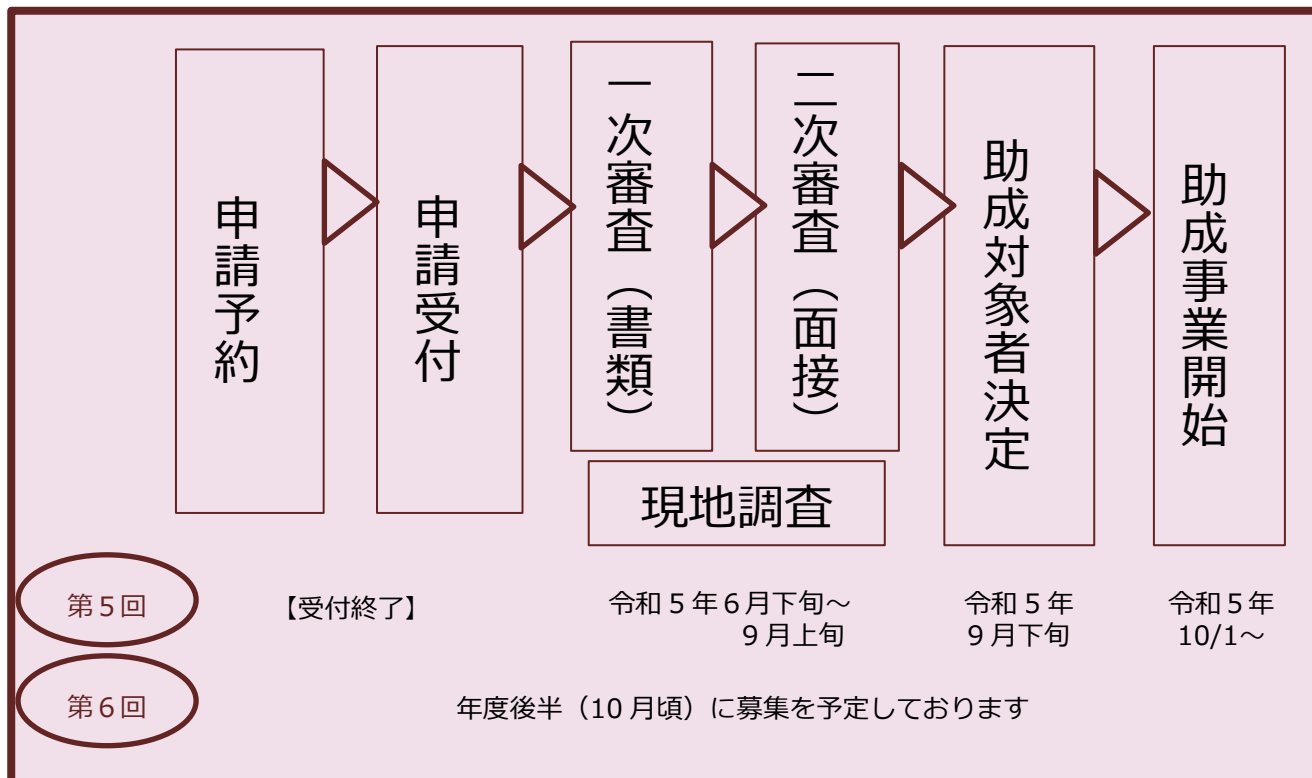 申請予約
申請受付
一次審査（書類）
二次審査（面接）
助成対象者決定
助成事業開始
現地調査
第５回
【受付終了】
令和５年６月下旬～
９月上旬
令和５年
９月下旬
令和５年
10/1～
第６回
年度後半（10月頃）に募集を予定しております